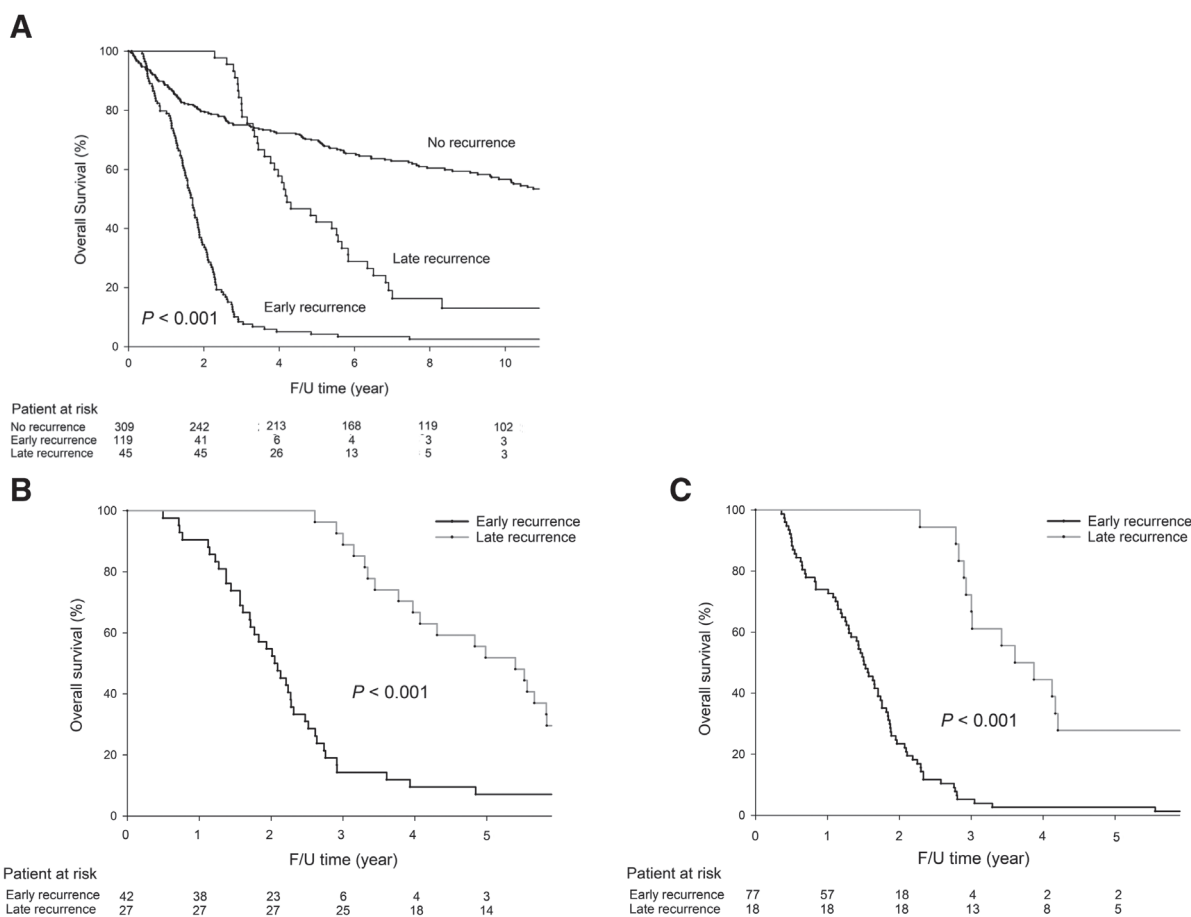 A
100
80
60
40
20
0
Overall Survival (%)
No recurrence
Late recurrence
Early recurrence
P < 0.001
0 2 4 6 8 10
F/U time (year)
Patient at risk
No recurrence 309 242 213 168 119 102
Early recurrence 119 41 6 4 3 3
Late recurrence 45 45 26 13 5 3
B
100
80
60
40
20
0
Overall survival (%)
Early recurrence
Late recurrence
P < 0.001
0 1 2 3 4 5
F/U time (year)
Patient at risk
Early recurrence 42 38 23 6 4 3
Late recurrence 27 27 27 25 18 14
C
100
80
60
40
20
0
Overall survival (%)
Early recurrence
Late recurrence
P < 0.001
0 1 2 3 4 5
F/U time (year)
Patient at risk
Early recurrence 77 57 18 4 2 2
Late recurrence 18 18 18 13 8 5